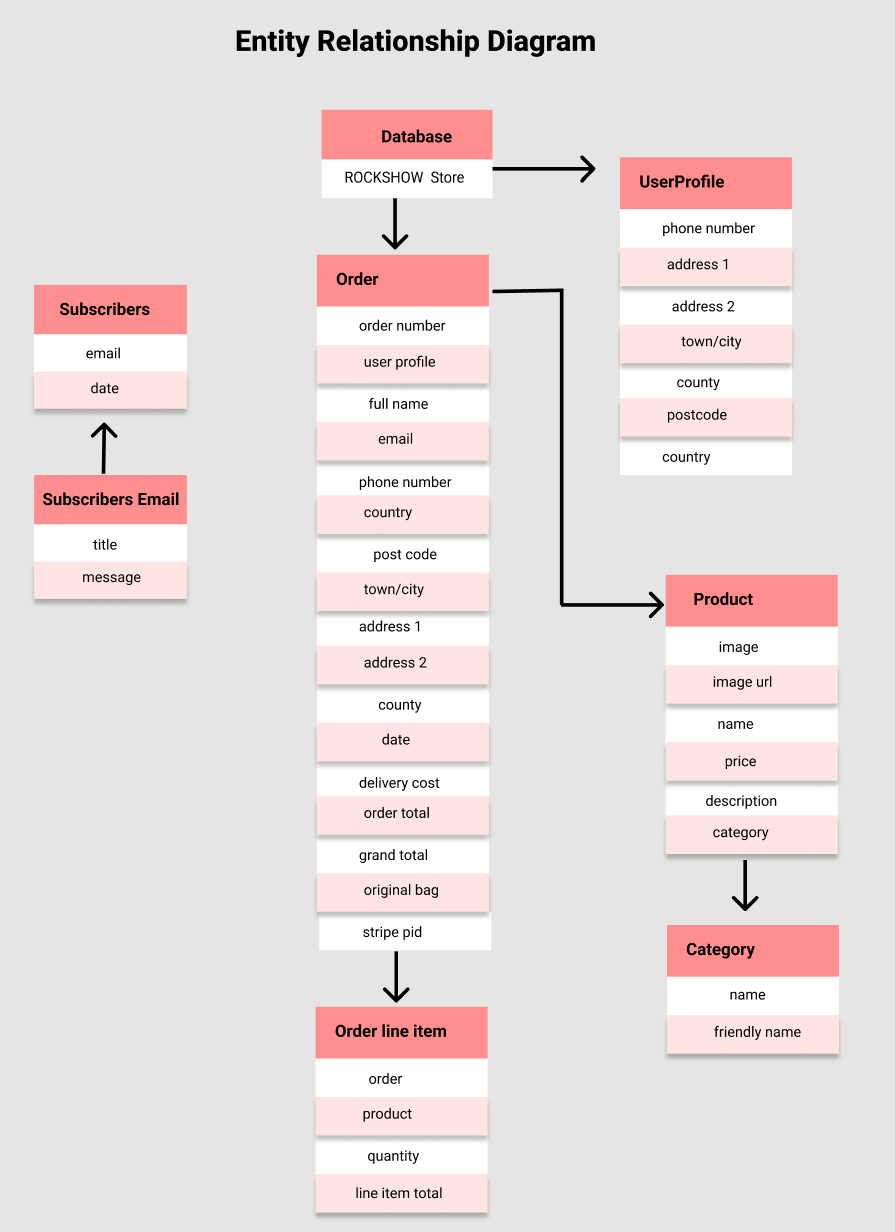 Entity Relationship Diagram
Database
ROCKSHOW Store
UserProfile
phone number
address 1
address 2
town/city
county
postcode
country
Order
order number
user profile
full name
email
phone number
country
post code
town/city
address 1
address 2
county
date
delivery cost
order total
grand total
original bag
stripe pid
Subscribers
email
date
Subscribers Email
title
message
Product
image
image url
name
price
description
category
Category
name
friendly name
Order line item
order
product
quantity
line item total